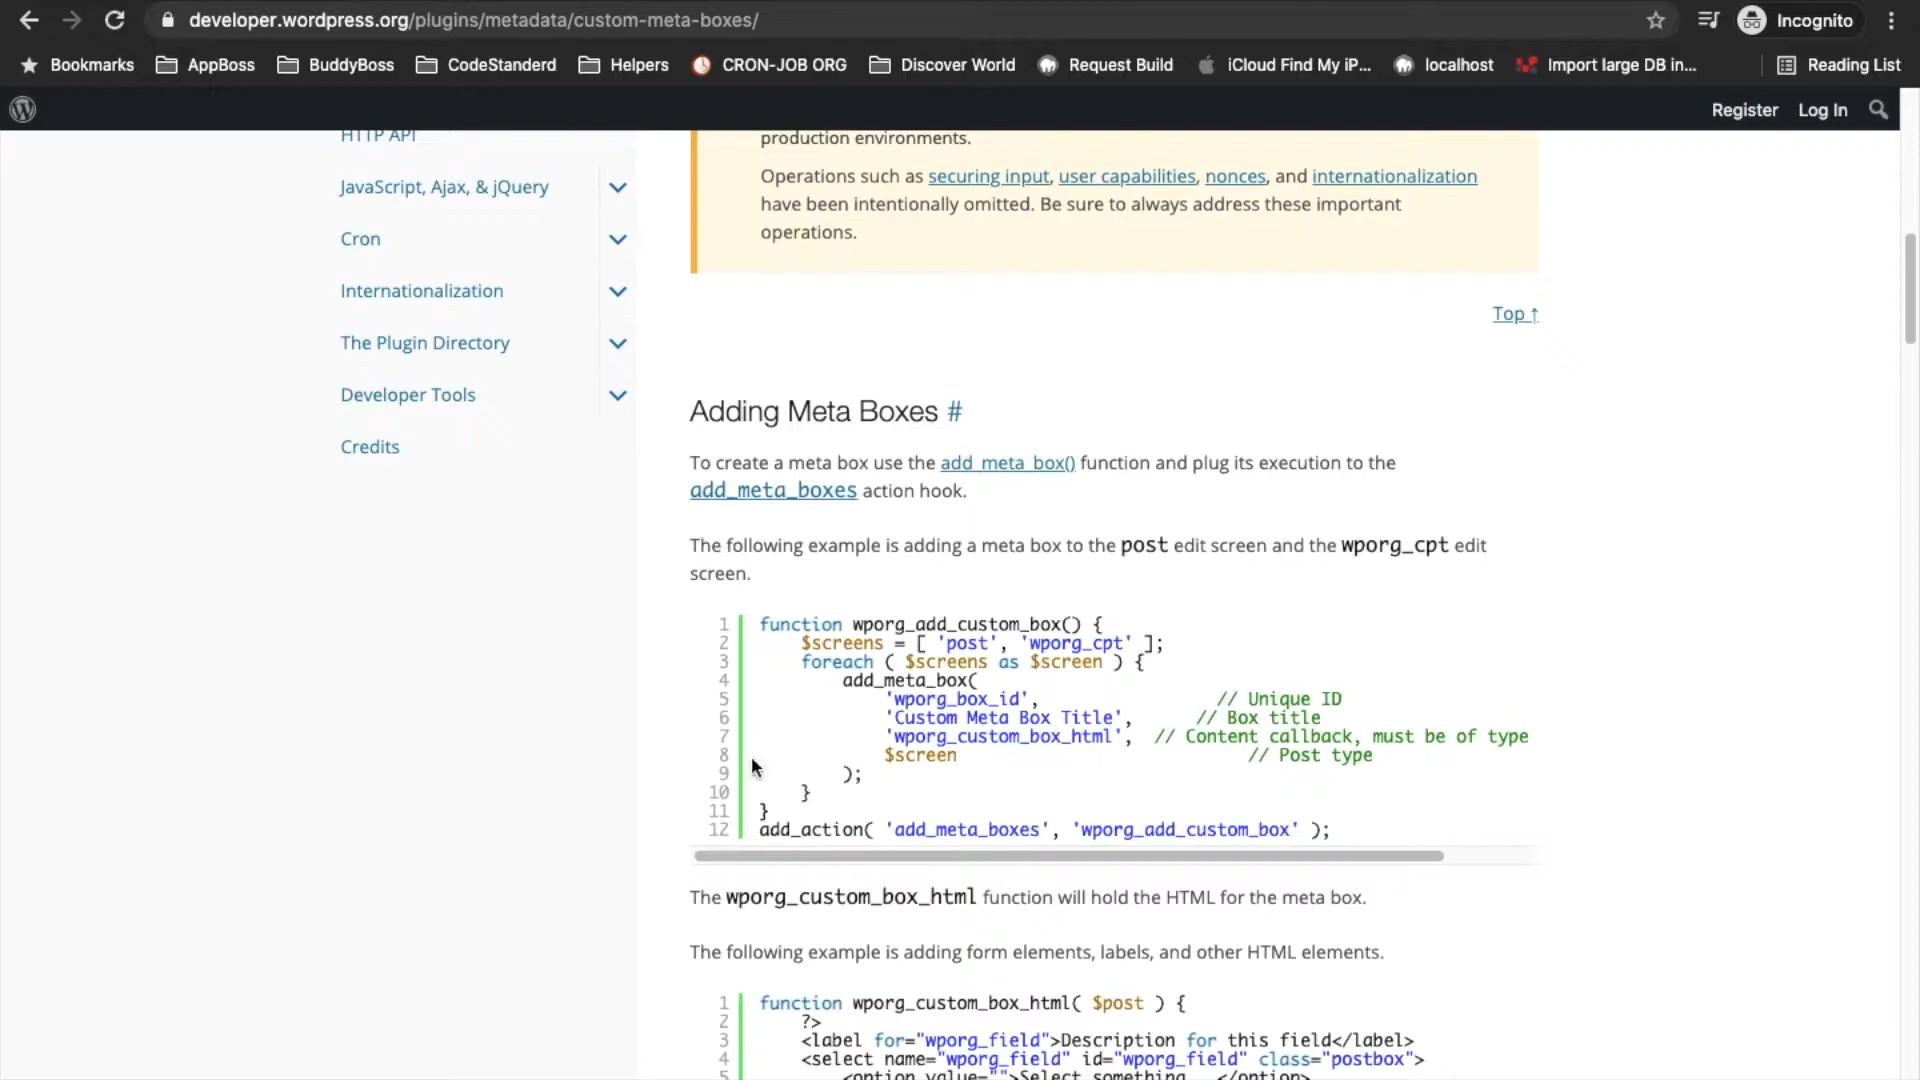 developer.wordpress.org/plugins/metadata/custom-meta-boxes/
Incognito
Bookmarks
AppBoss
BuddyBoss
CodeStanderd
Helpers
CRON-JOB ORG
Discover World
Request Build
iCloud Find My iP...
localhost
Import large DB in...
Reading List
Register
Log In
HTTP API
JavaScript, Ajax, & jQuery
Cron
Internationalization
The Plugin Directory
Developer Tools
Credits
production environments.
Operations such as securing input, user capabilities, nonces, and internationalization
have been intentionally omitted. Be sure to always address these important
operations.
Top ↑
Adding Meta Boxes #
To create a meta box use the add_meta_box() function and plug its execution to the
add_meta_boxes action hook.
The following example is adding a meta box to the post edit screen and the wporg_cpt edit
screen.
1 function wporg_add_custom_box() {
2 $screens = [ 'post', 'wporg_cpt' ];
3 foreach ( $screens as $screen ) {
4 add_meta_box(
5 'wporg_box_id', // Unique ID
6 'Custom Meta Box Title', // Box title
7 'wporg_custom_box_html', // Content callback, must be of type
8 $screen // Post type
9 );
10 }
11 }
12 add_action( 'add_meta_boxes', 'wporg_add_custom_box' );
The wporg_custom_box_html function will hold the HTML for the meta box.
The following example is adding form elements, labels, and other HTML elements.
1 function wporg_custom_box_html( $post ) {
2 ?>
3 <label for="wporg_field">Description for this field</label>
4 <select name="wporg_field" id="wporg_field" class="postbox">
5 <option value="">Select something...</option>